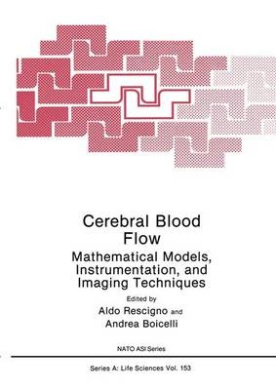 Cerebral Blood
Flow
Mathematical Models,
Instrumentation, and
Imaging Techniques
Edited by
Aldo Rescigno and
Andrea Boicelli
NATO ASI Series
Series A: Life Sciences Vol. 153